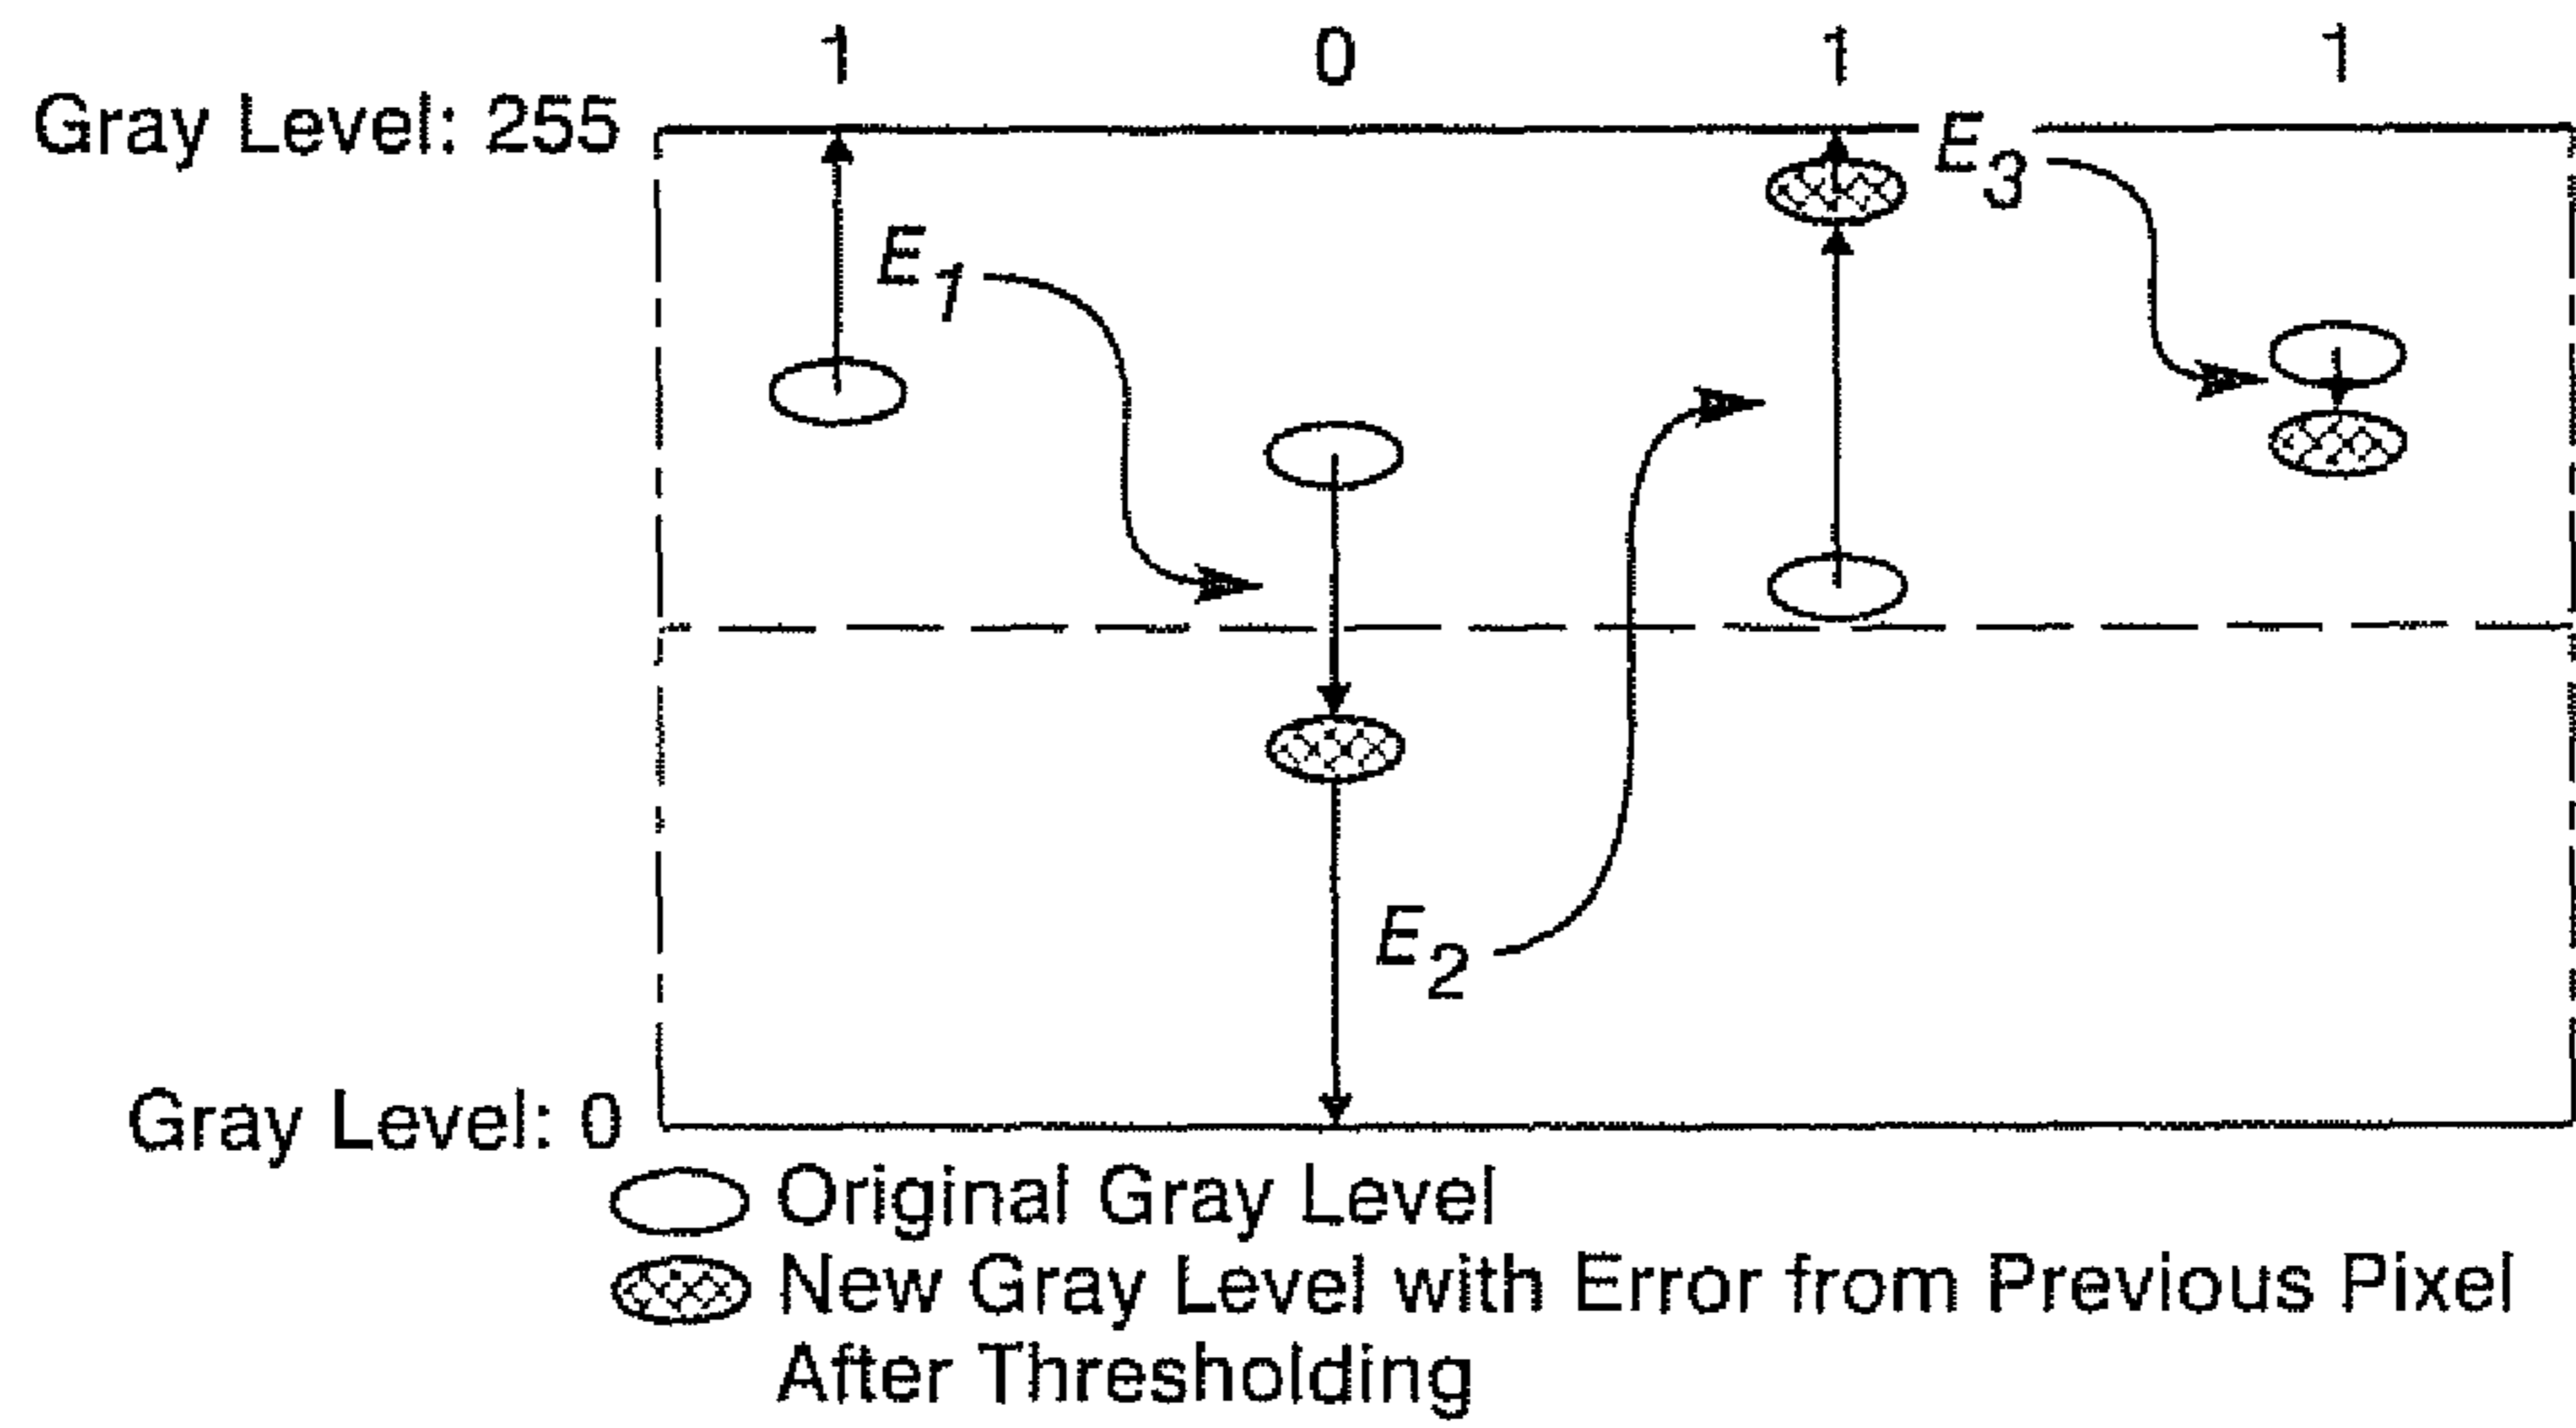 1 0 1 1
Gray Level: 255
E3
E1
E2
Gray Level: 0
Original Gray Level
New Gray Level with Error from Previous Pixel
After Thresholding